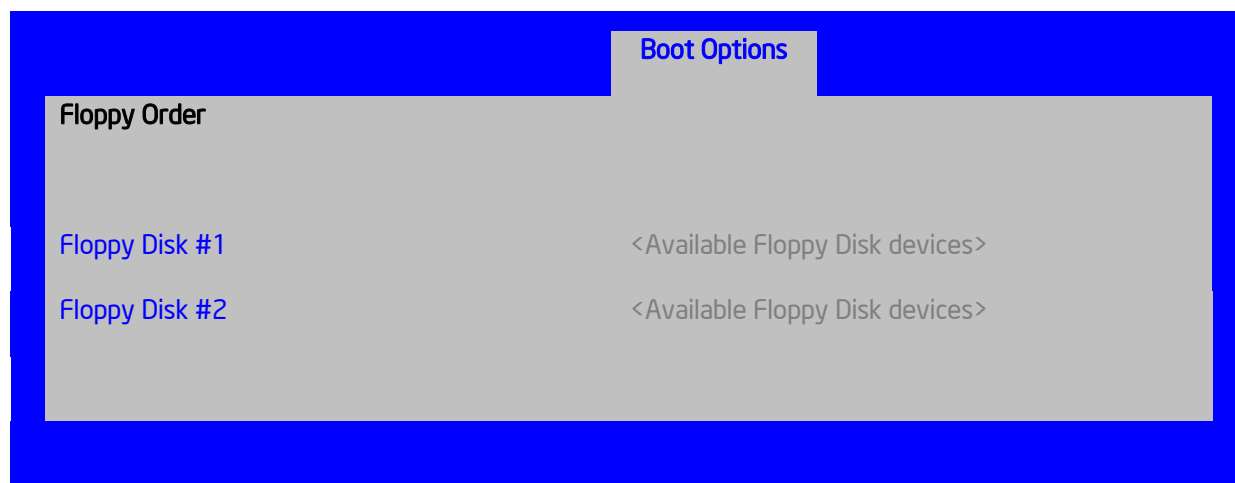 Boot Options
Floppy Order
Floppy Disk #1 <Available Floppy Disk devices>
Floppy Disk #2 <Available Floppy Disk devices>